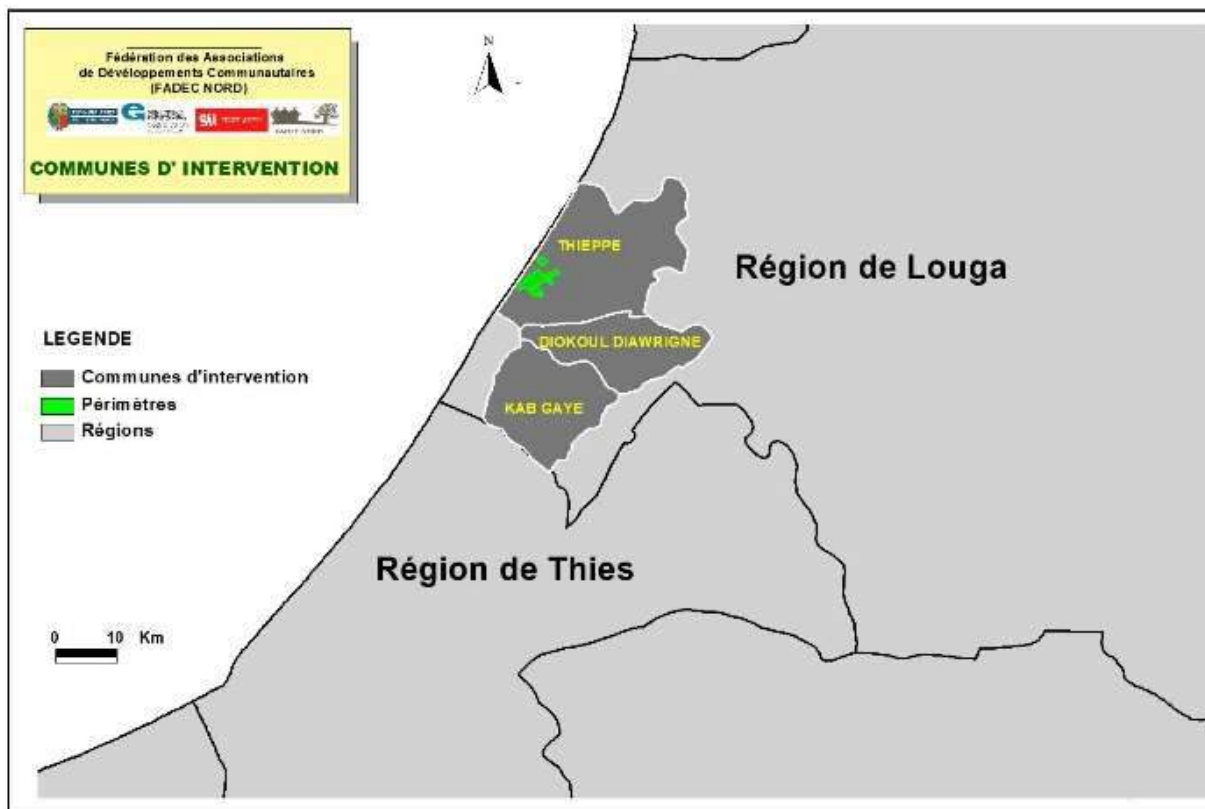 Fédération des Associations
de Développements Communautaires
(FADEC NORD)
COMMUNES D' INTERVENTION
N
THIEPPE
Région de Louga
DIOKOUL DIAWRIGNE
KAB GAYE
LEGENDE
Communes d'intervention
Périmètres
Régions
Région de Thies
0 10 Km